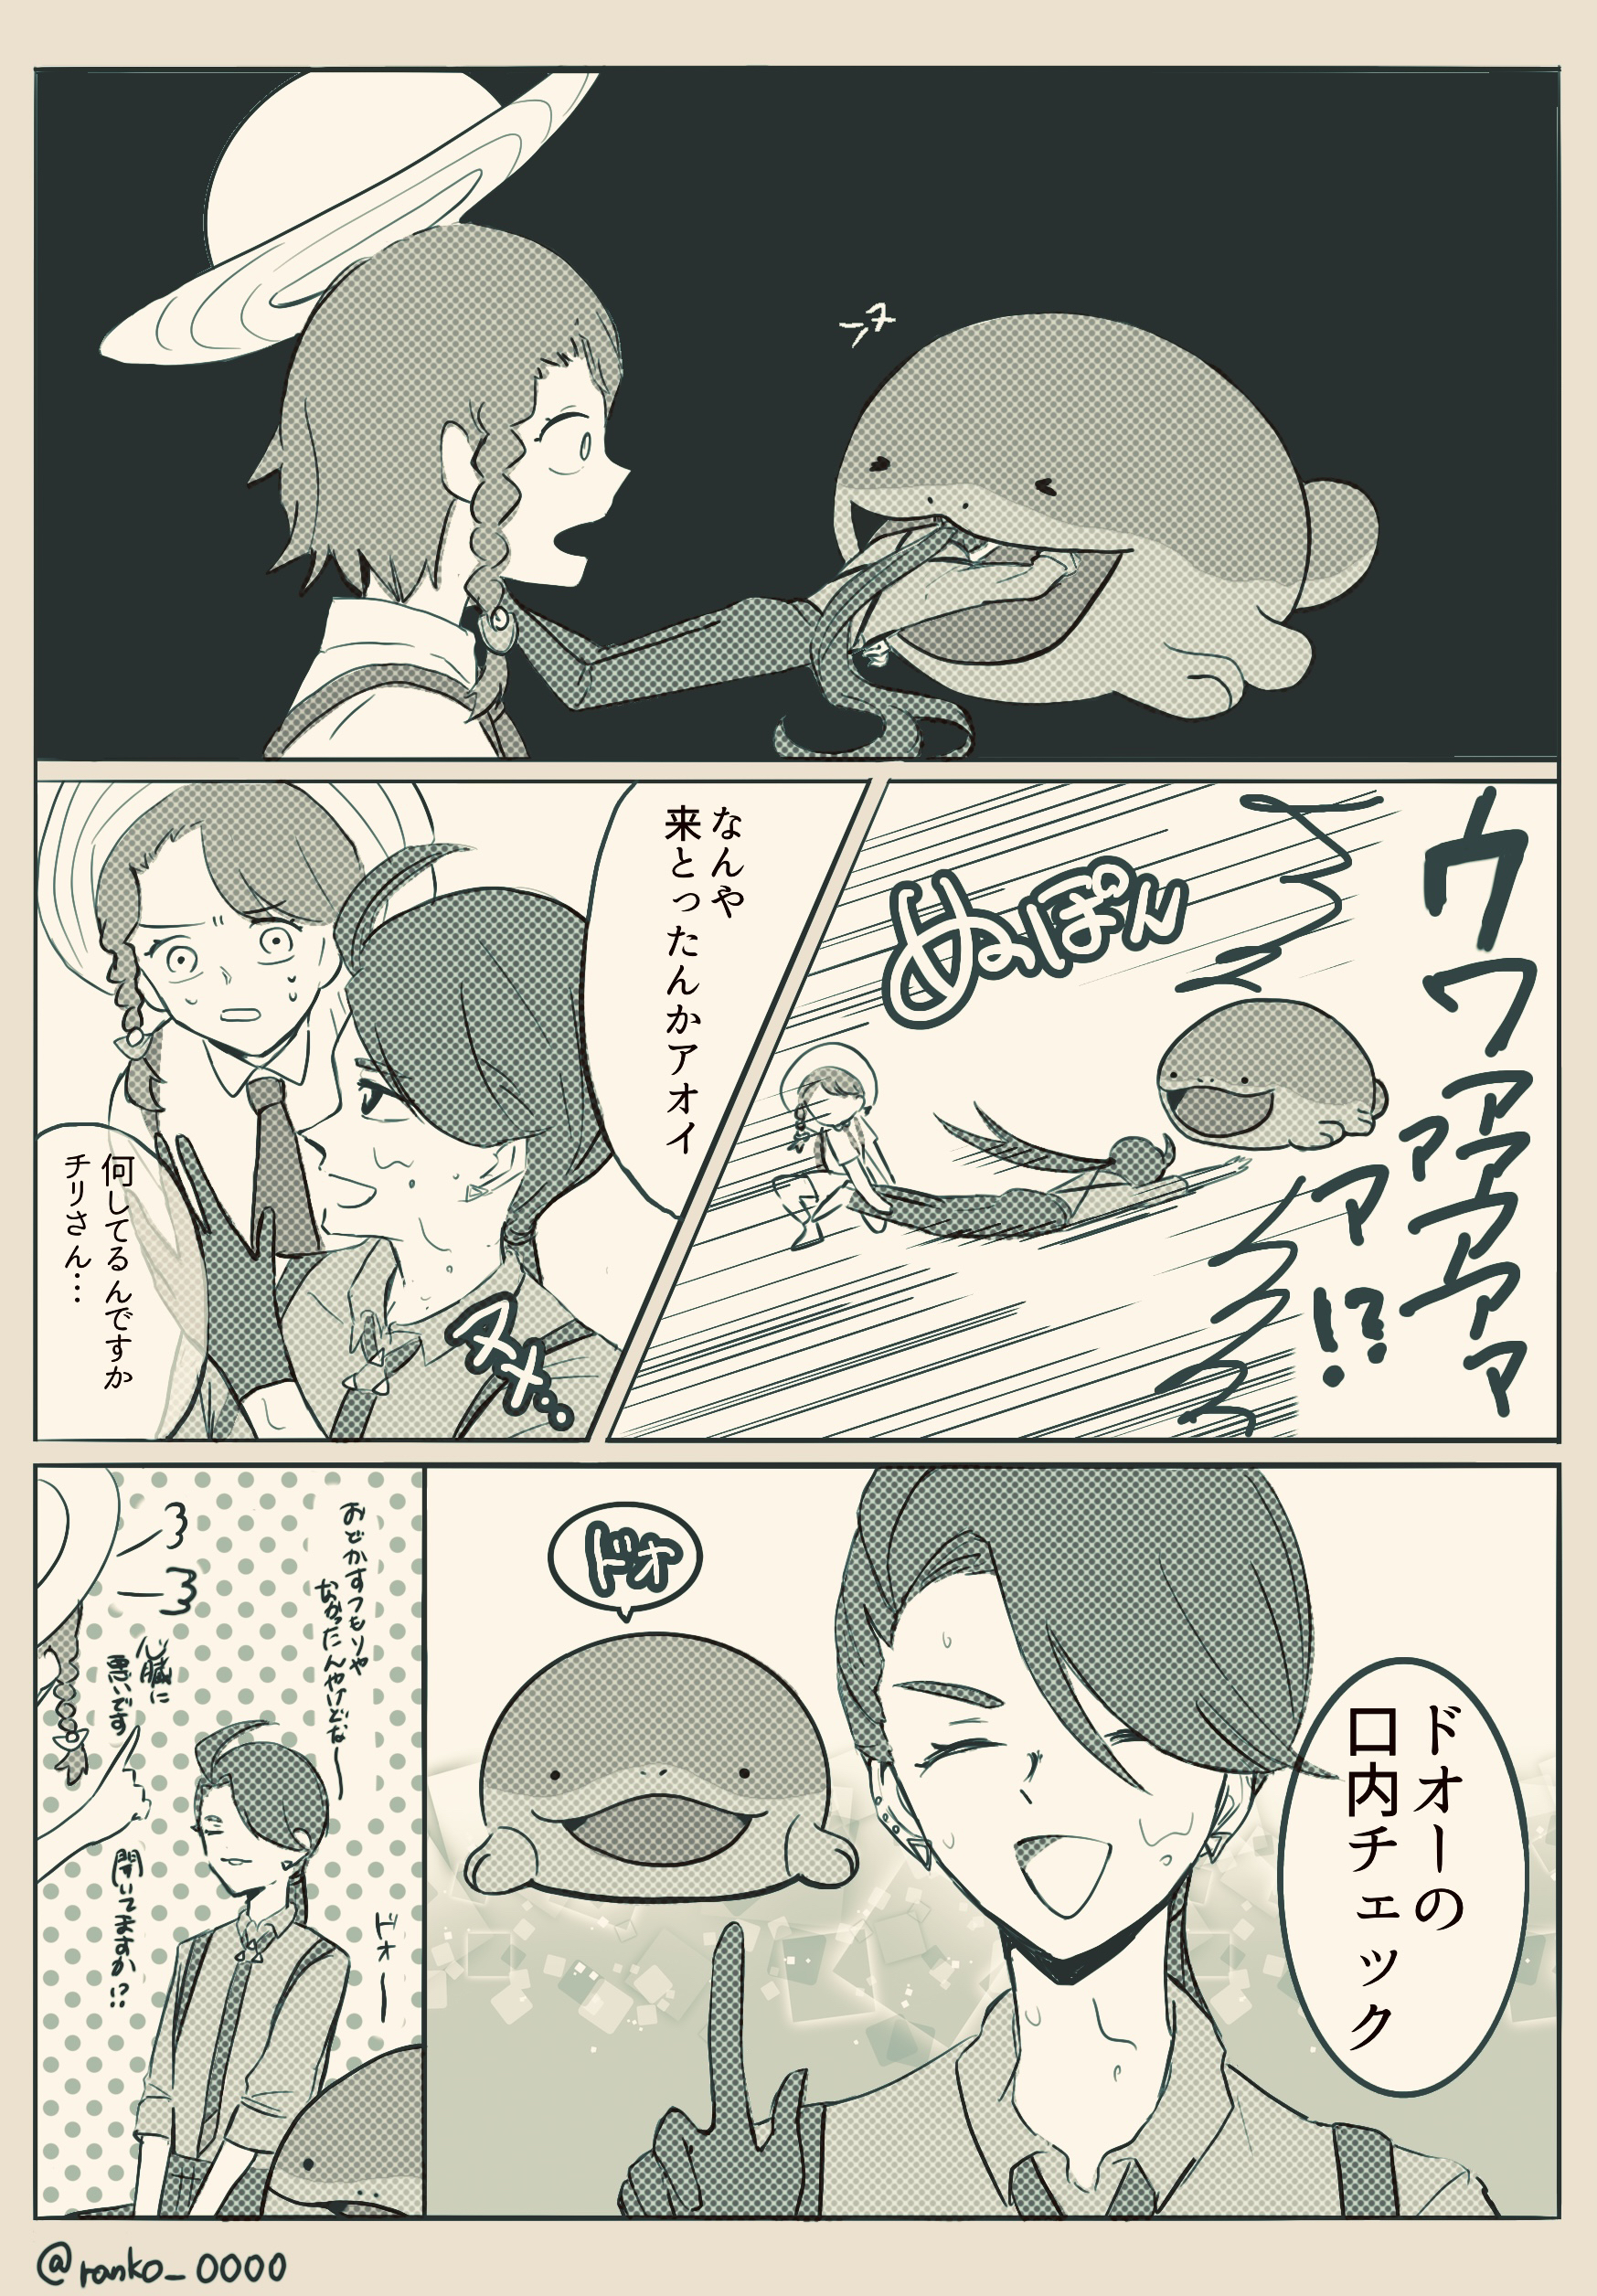 ヌ
ウワァァァァァァァ!?
ぬぽん
なんや
来とったんかアオイ
何してるんですか
チリさん…
ヌメ…
ドオーの
口内チェック
ドオ
おどかすつもりや
なかったんやけどなー
心臓に
悪いです
聞いてますか!?
ドォー
@ranko_0000